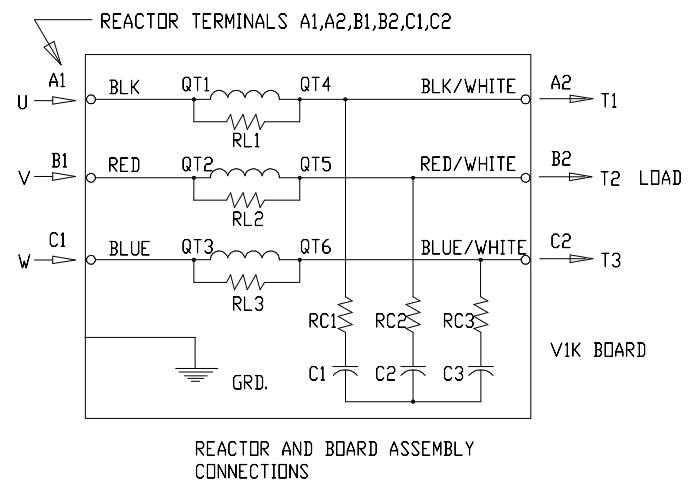 REACTOR TERMINALS A1,A2,B1,B2,C1,C2
A1 BLK QT1 QT4 BLK/WHITE A2
U T1
RL1
B1 RED QT2 QT5 RED/WHITE B2
V T2 LOAD
RL2
C1 BLUE QT3 QT6 BLUE/WHITE C2
W T3
RL3
RC1 RC2 RC3
V1K BOARD
C1 C2 C3
GRD.
REACTOR AND BOARD ASSEMBLY
CONNECTIONS